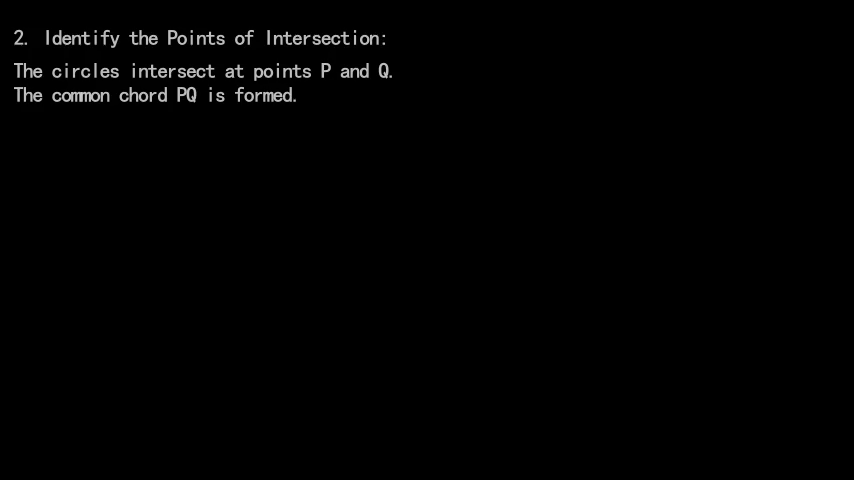 2. Identify the Points of Intersection:
The circles intersect at points P and Q.
The common chord PQ is formed.